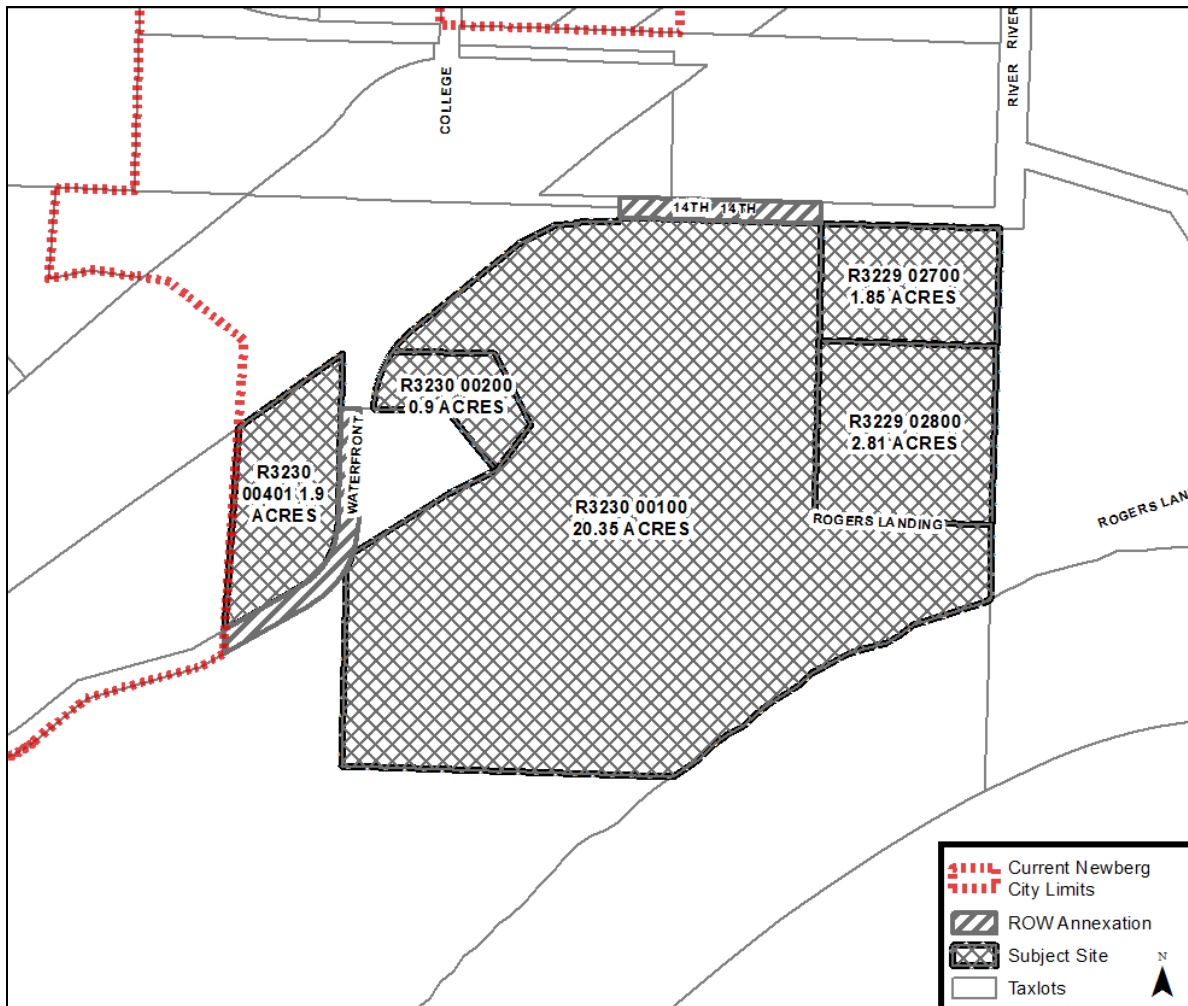 COLLEGE
RIVER RIVER
14TH 14TH
R3229 02700
1.85 ACRES
R3230 00200
0.9 ACRES
R3229 02800
2.81 ACRES
WATERFRONT
R3230
00401 1.9
ACRES
R3230 00100
20.35 ACRES
ROGERS LANDING
ROGERS LAN
Current Newberg
City Limits
ROW Annexation
Subject Site
Taxlots
N